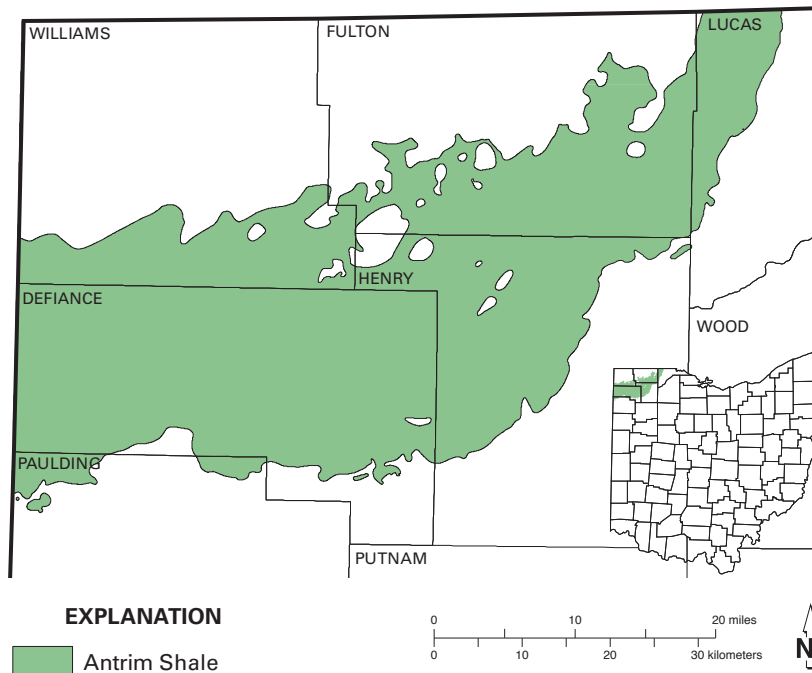 WILLIAMS
FULTON
LUCAS
HENRY
DEFIANCE
WOOD
PAULDING
PUTNAM
EXPLANATION
Antrim Shale
0 10 20 miles
0 10 20 30 kilometers
N